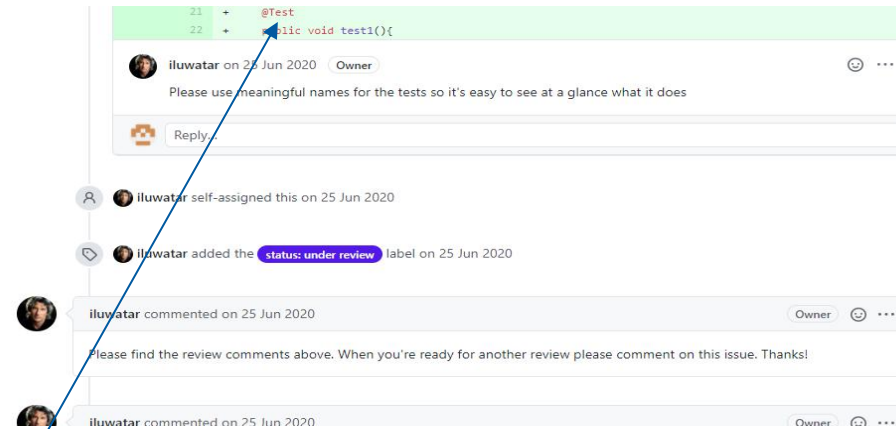 21 + @Test
22 + public void test1(){
iluwatar on 25 Jun 2020 Owner
Please use meaningful names for the tests so it's easy to see at a glance what it does
Reply...
iluwatar self-assigned this on 25 Jun 2020
iluwatar added the status: under review label on 25 Jun 2020
iluwatar commented on 25 Jun 2020 Owner
Please find the review comments above. When you're ready for another review please comment on this issue. Thanks!
iluwatar commented on 25 Jun 2020 Owner